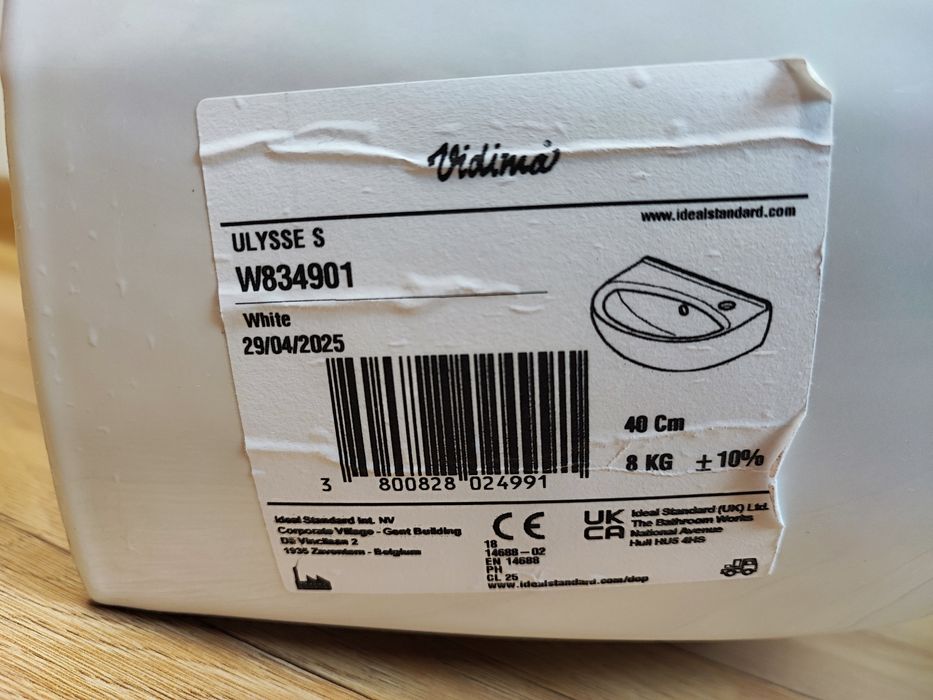 Vidima
www.idealstandard.com
ULYSSE S
W834901
White
29/04/2025
3 800828 024991
40 Cm
8 KG ±10%
Ideal Standard Int. NV
Corporate Village - Gent Building
Da Vincilaan 2
1935 Zaventem - Belgium
CE
18
14688-02
EN 14688
PH
CL 25
www.idealstandard.com/dop
UK
CA
Ideal Standard (UK) Ltd.
The Bathroom Works
National Avenue
Hull HU5 4HS